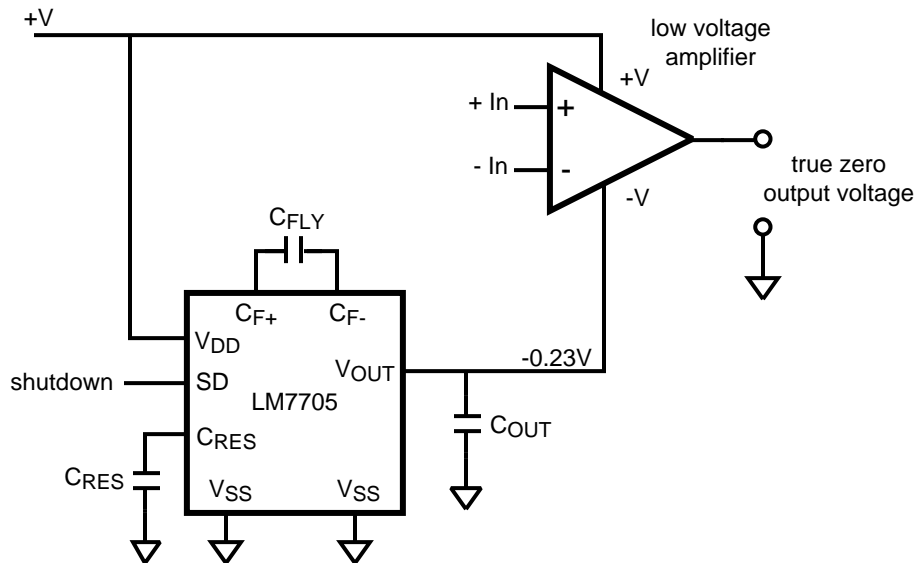 +V
low voltage
amplifier
+V
+ In
+
- In
-
-V
true zero
output voltage
CFLY
CF+
CF-
VDD
shutdown
SD
VOUT
-0.23V
LM7705
CRES
CRES
COUT
VSS
VSS